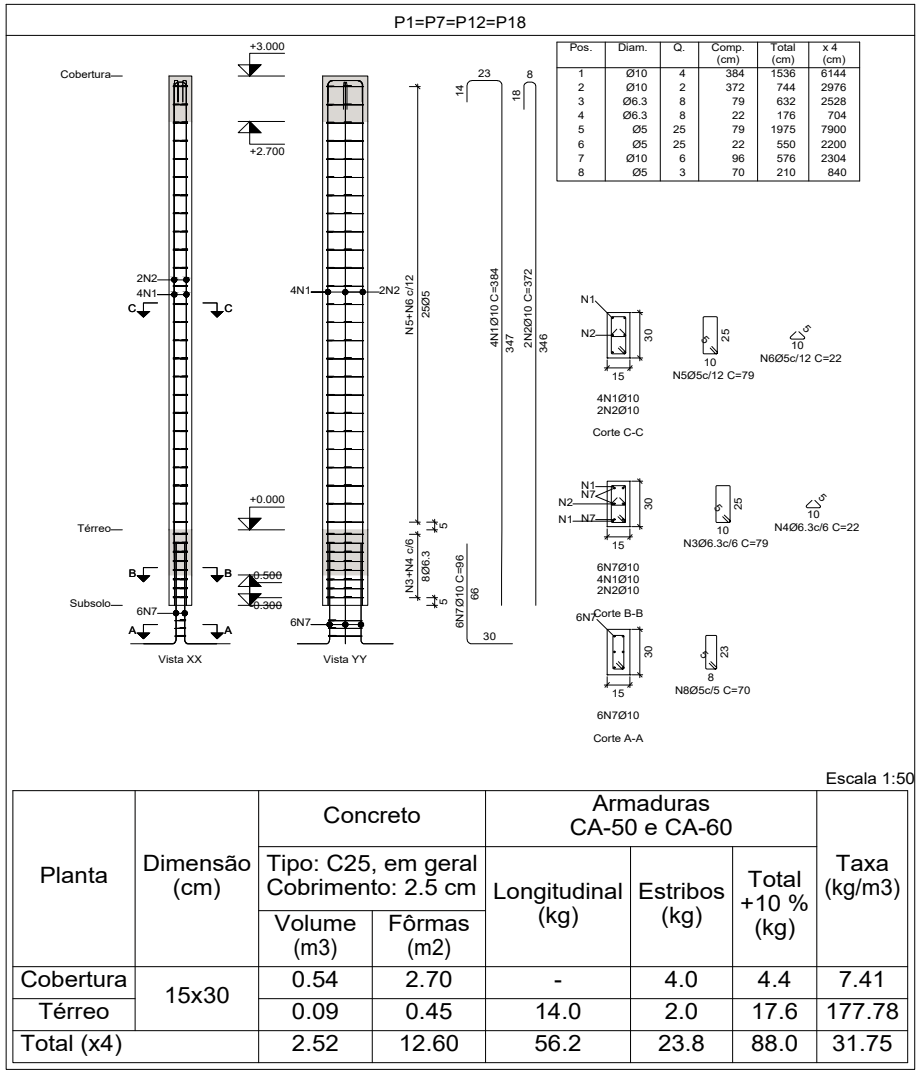 P1=P7=P12=P18
Pos. Diam. Q. Comp. (cm) Total (cm) x 4 (cm)
1 Ø10 4 384 1536 6144
2 Ø10 2 372 744 2976
3 Ø6.3 8 79 632 2528
4 Ø6.3 8 22 176 704
5 Ø5 25 79 1975 7900
6 Ø5 25 22 550 2200
7 Ø10 6 96 576 2304
8 Ø5 3 70 210 840
Cobertura
+3.000
+2.700
2N2
4N1
C C
4N1
2N2
Térreo
+0.000
B B
-0.500
Subsolo
-0.300
6N7
6N7
A A
Vista XX
Vista YY
N5+N6 c/12
25Ø5
5
N3+N4 c/6
8Ø6.3
5
14
23
4N1Ø10 C=384
347
18
8
2N2Ø10 C=372
346
6N7Ø10 C=96
66
30
N1
N2
30
15
4N1Ø10
2N2Ø10
Corte C-C
5
25
10
N5Ø5c/12 C=79
5
10
N6Ø5c/12 C=22
N1
N7
N2
N1
N7
30
15
6N7Ø10
4N1Ø10
2N2Ø10
Corte B-B
5
25
10
N3Ø6.3c/6 C=79
5
10
N4Ø6.3c/6 C=22
6N7
30
15
6N7Ø10
Corte A-A
5
23
8
N8Ø5c/5 C=70
Escala 1:50
Planta
Dimensão (cm)
Concreto
Tipo: C25, em geral
Cobrimento: 2.5 cm
Volume (m3)
Fôrmas (m2)
Armaduras
CA-50 e CA-60
Longitudinal (kg)
Estribos (kg)
Total +10 % (kg)
Taxa (kg/m3)
Cobertura 15x30 0.54 2.70 - 4.0 4.4 7.41
Térreo 0.09 0.45 14.0 2.0 17.6 177.78
Total (x4) 2.52 12.60 56.2 23.8 88.0 31.75